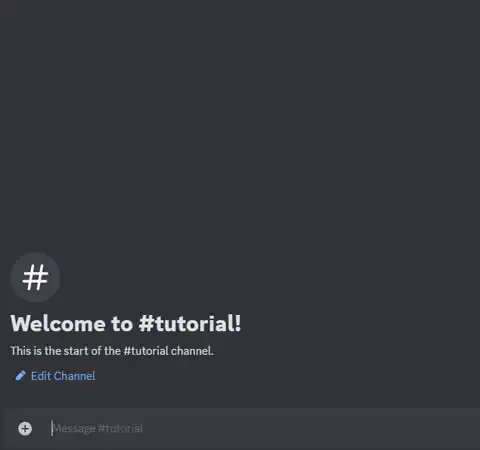 #
Welcome to #tutorial!
This is the start of the #tutorial channel.
Edit Channel
Message #tutorial